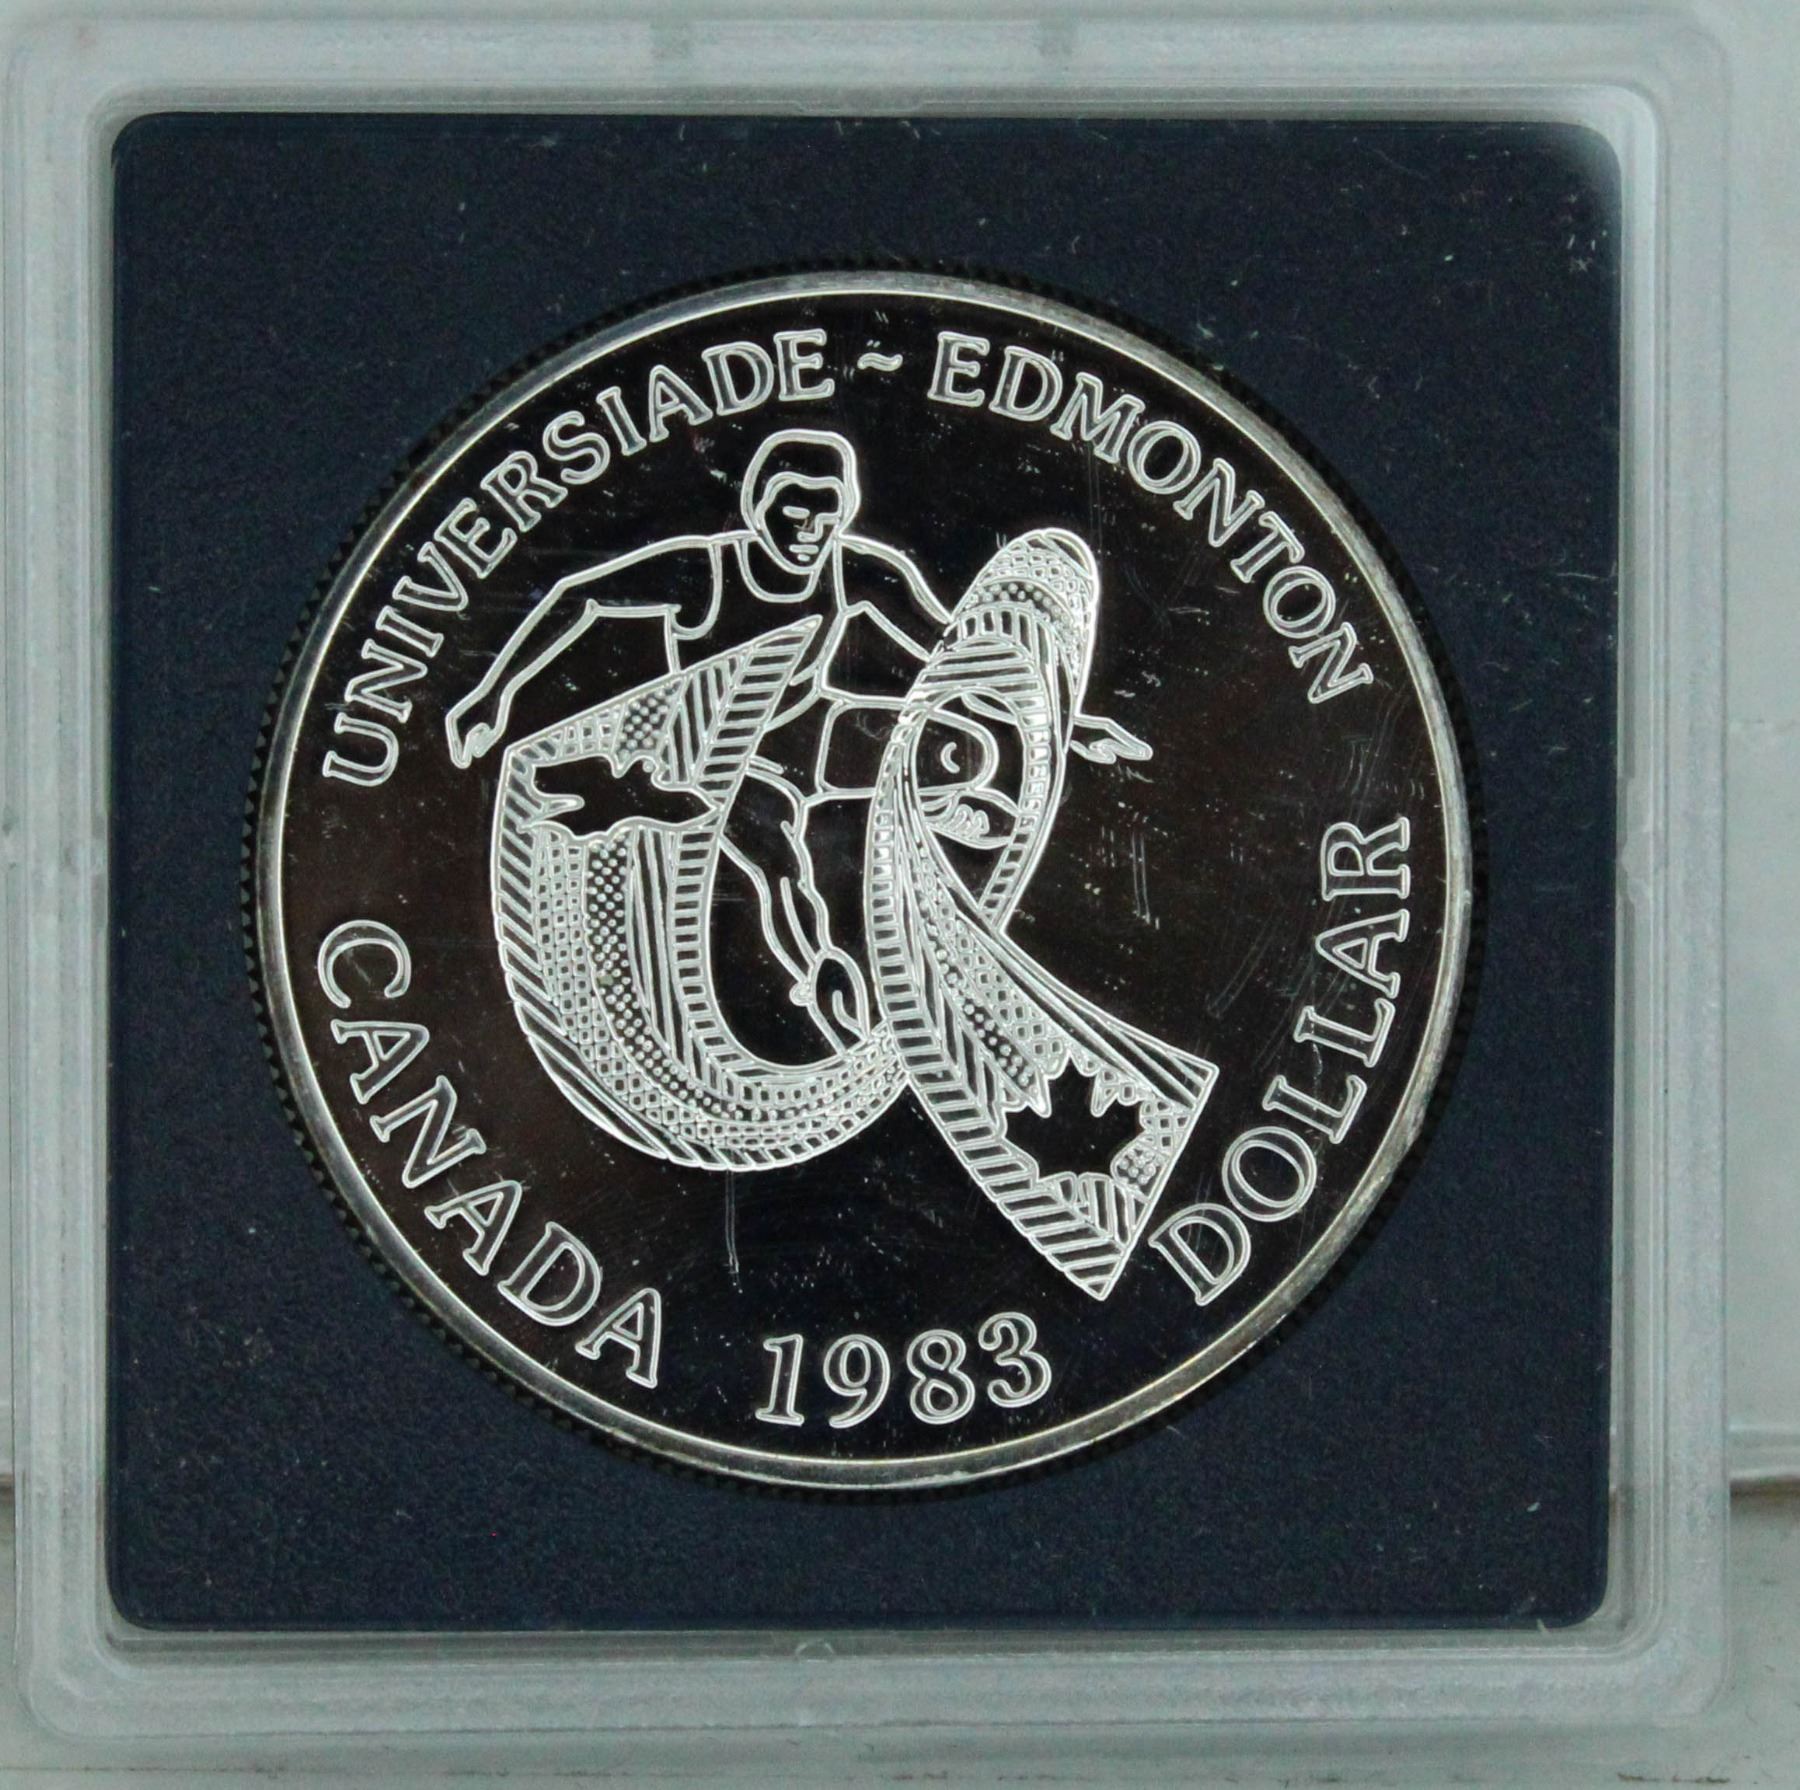 UNIVERSIADE ~ EDMONTON
CANADA 1983 DOLLAR